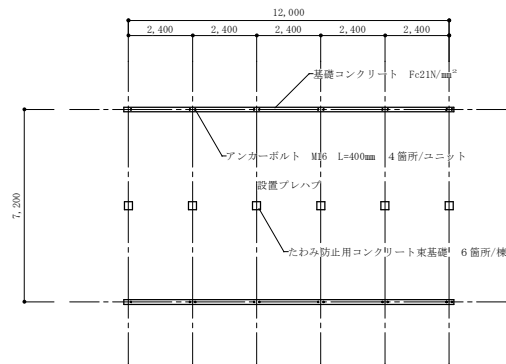 12,000
2,400 2,400 2,400 2,400 2,400
基礎コンクリート Fc21N/mm²
アンカーボルト M16 L=400mm 4箇所/ユニット
設置プレハブ
7,200
たわみ防止用コンクリート束基礎 6箇所/棟